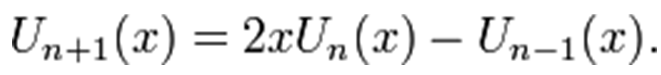 U_{n+1}(x) = 2xU_n(x) − U_{n−1}(x).